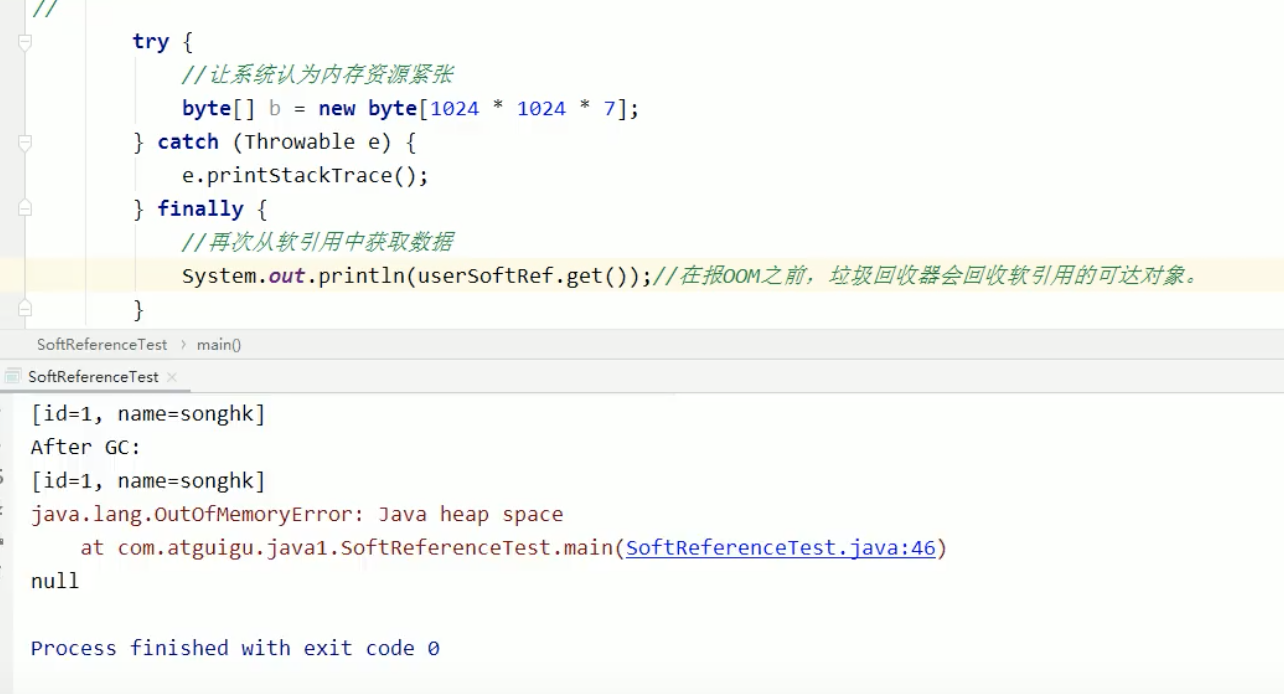 //
try {
//让系统认为内存资源紧张
byte[] b = new byte[1024 * 1024 * 7];
} catch (Throwable e) {
e.printStackTrace();
} finally {
//再次从软引用中获取数据
System.out.println(userSoftRef.get());//在报OOM之前，垃圾回收器会回收软引用的可达对象。
}
SoftReferenceTest › main()
SoftReferenceTest ×
[id=1, name=songhk]
After GC:
[id=1, name=songhk]
java.lang.OutOfMemoryError: Java heap space
at com.atguigu.java1.SoftReferenceTest.main(SoftReferenceTest.java:46)
null
Process finished with exit code 0